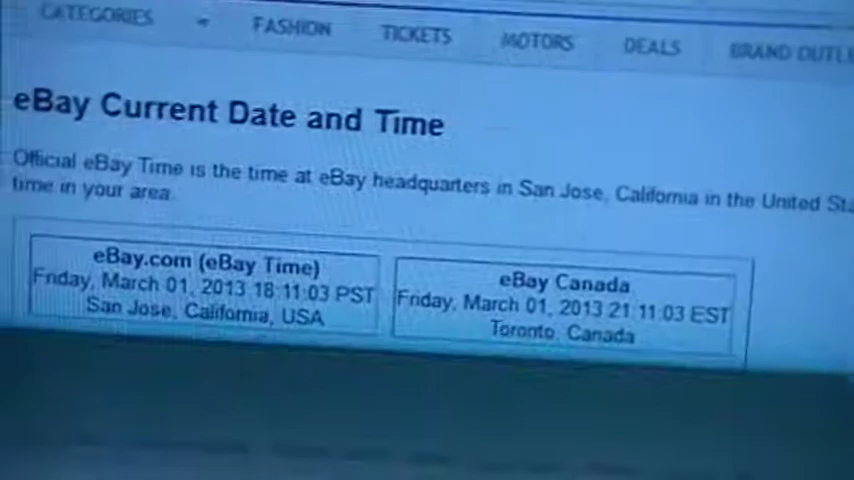 CATEGORIES FASHION TICKETS MOTORS DEALS BRAND OUTLE
eBay Current Date and Time
Official eBay Time is the time at eBay headquarters in San Jose, California in the United Sta
time in your area.
eBay.com (eBay Time)
Friday, March 01, 2013 18:11:03 PST
San Jose, California, USA
eBay Canada
Friday, March 01, 2013 21:11:03 EST
Toronto, Canada